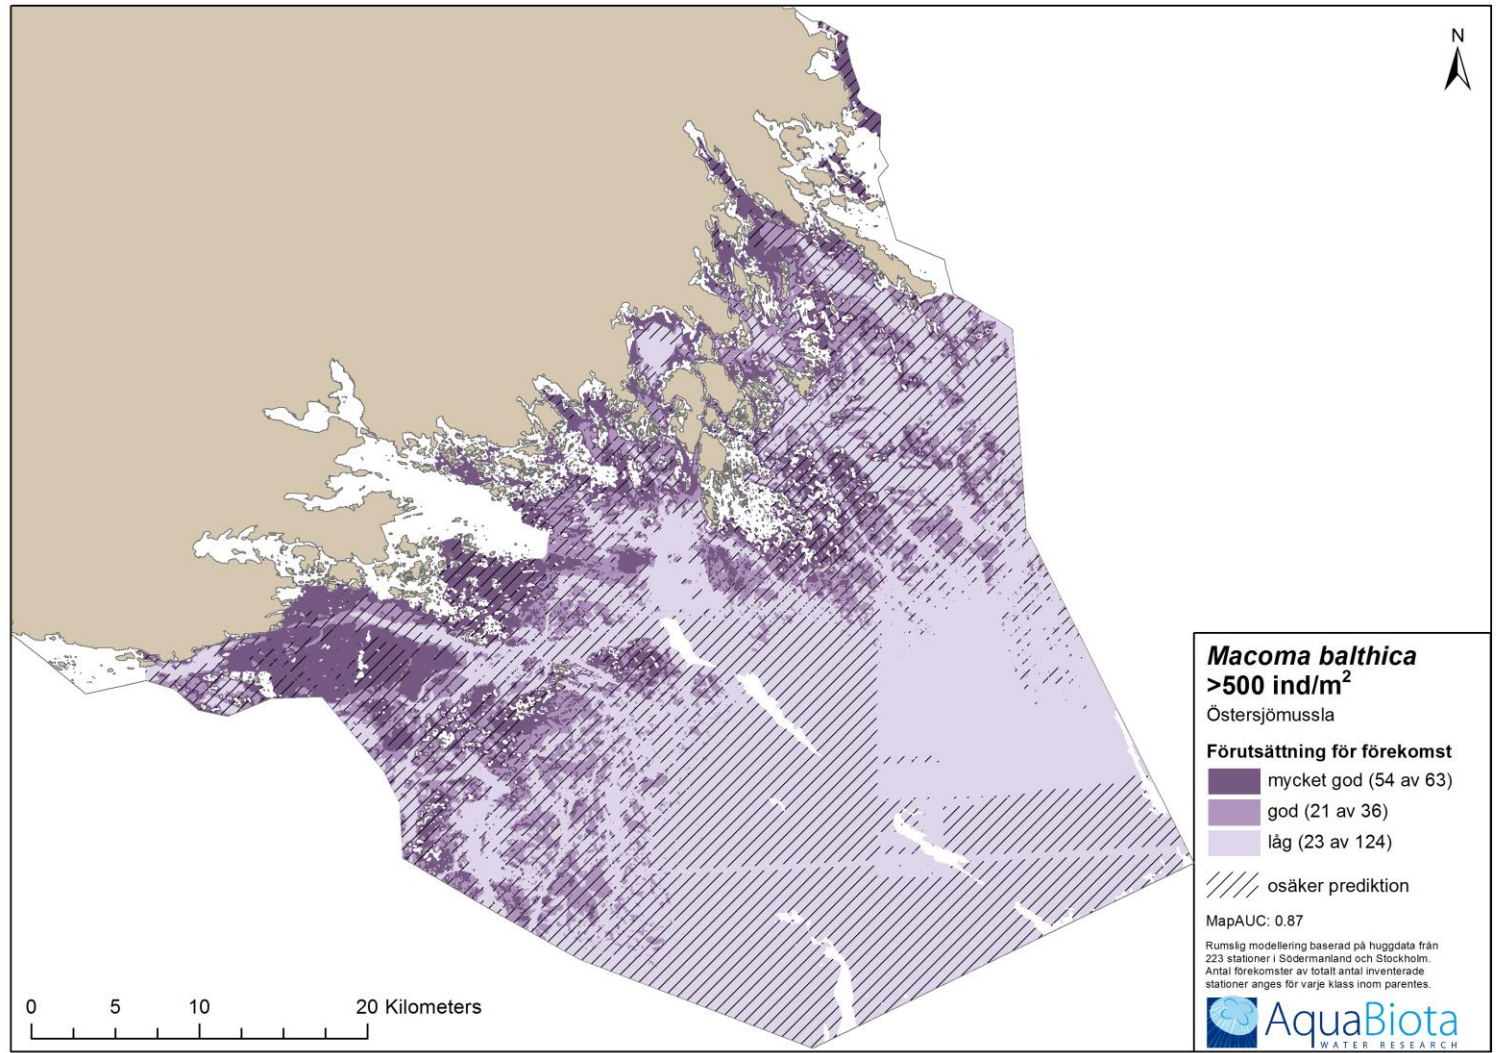 N
Macoma balthica
>500 ind/m²
Östersjömussla
Förutsättning för förekomst
mycket god (54 av 63)
god (21 av 36)
låg (23 av 124)
osäker prediktion
MapAUC: 0.87
Rumslig modellering baserad på huggdata från
223 stationer i Södermanland och Stockholm.
Antal förekomster av totalt antal inventerade
stationer anges för varje klass inom parentes.
AquaBiota
WATER RESEARCH
0 5 10 20 Kilometers